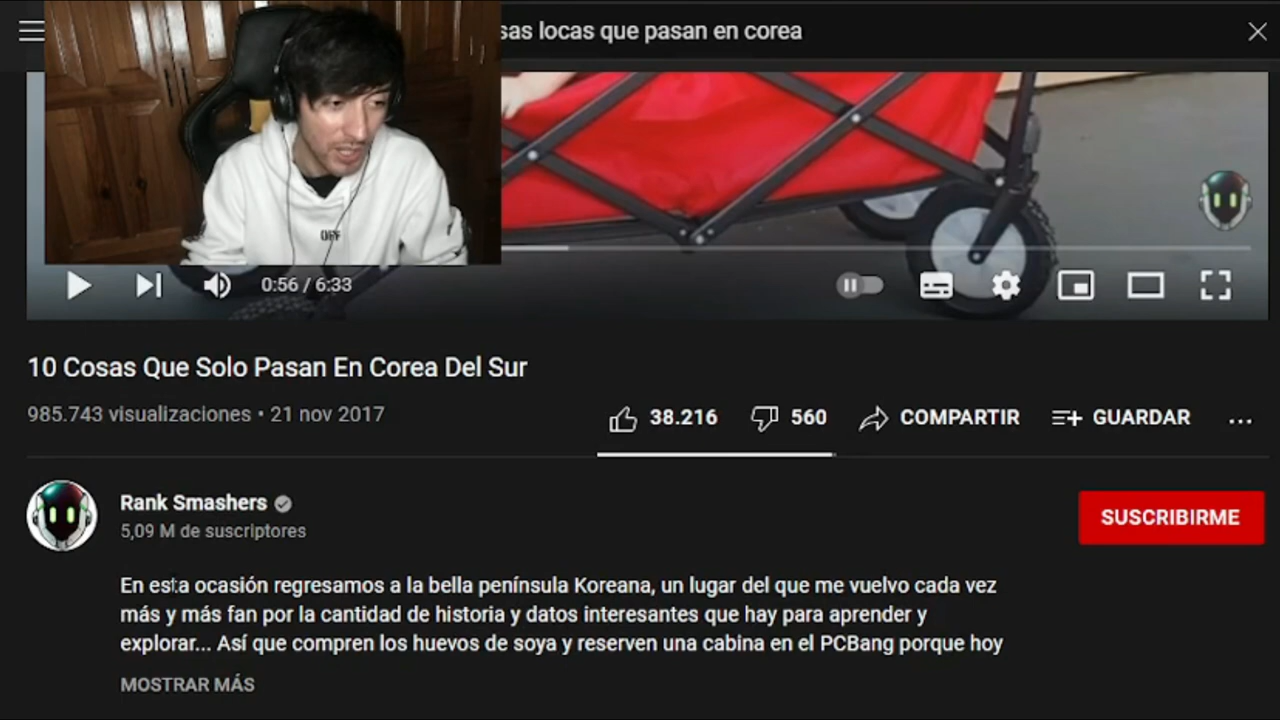 sas locas que pasan en corea
OFF
0:56 / 6:33
10 Cosas Que Solo Pasan En Corea Del Sur
985.743 visualizaciones • 21 nov 2017
38.216 560 COMPARTIR GUARDAR
Rank Smashers
5,09 M de suscriptores
SUSCRIBIRME
En esta ocasión regresamos a la bella península Koreana, un lugar del que me vuelvo cada vez
más y más fan por la cantidad de historia y datos interesantes que hay para aprender y
explorar... Así que compren los huevos de soya y reserven una cabina en el PCBang porque hoy
MOSTRAR MÁS